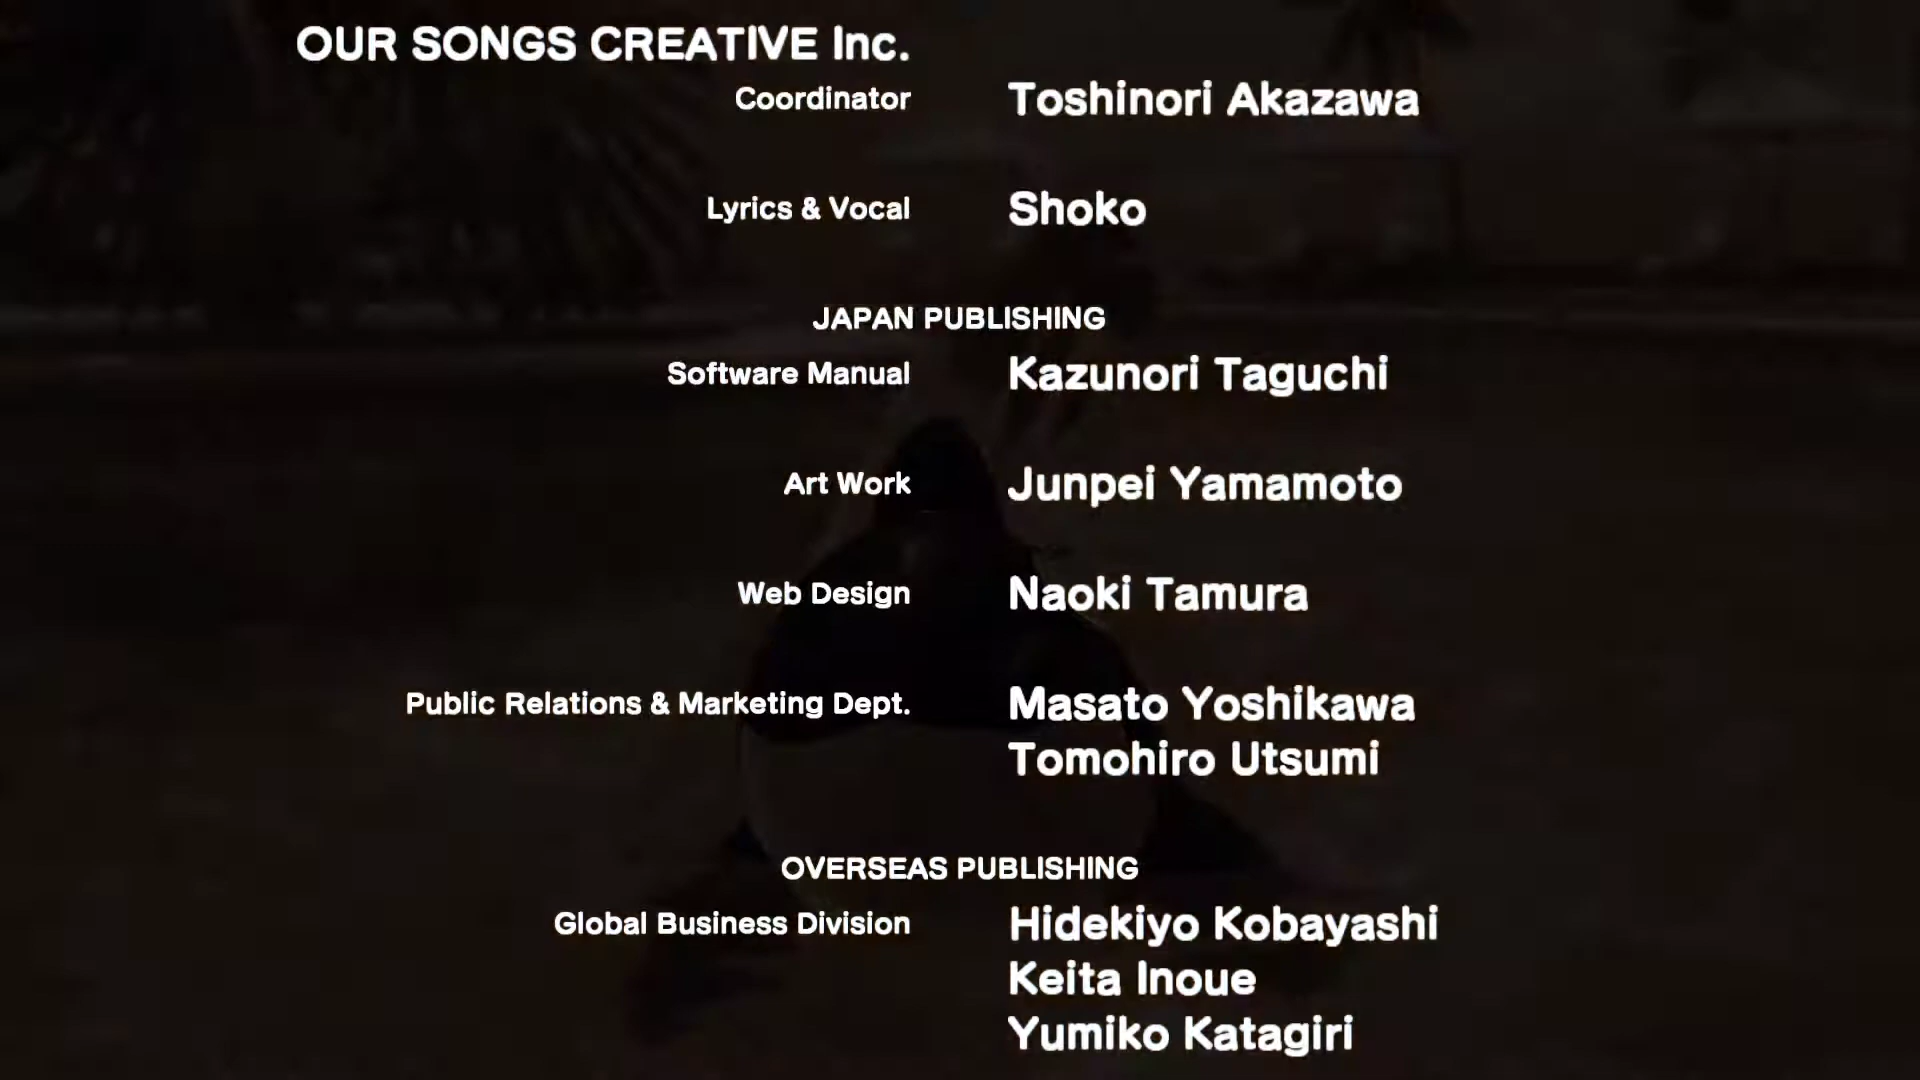 OUR SONGS CREATIVE Inc.
Coordinator Toshinori Akazawa
Lyrics & Vocal Shoko
JAPAN PUBLISHING
Software Manual Kazunori Taguchi
Art Work Junpei Yamamoto
Web Design Naoki Tamura
Public Relations & Marketing Dept. Masato Yoshikawa
Tomohiro Utsumi
OVERSEAS PUBLISHING
Global Business Division Hidekiyo Kobayashi
Keita Inoue
Yumiko Katagiri